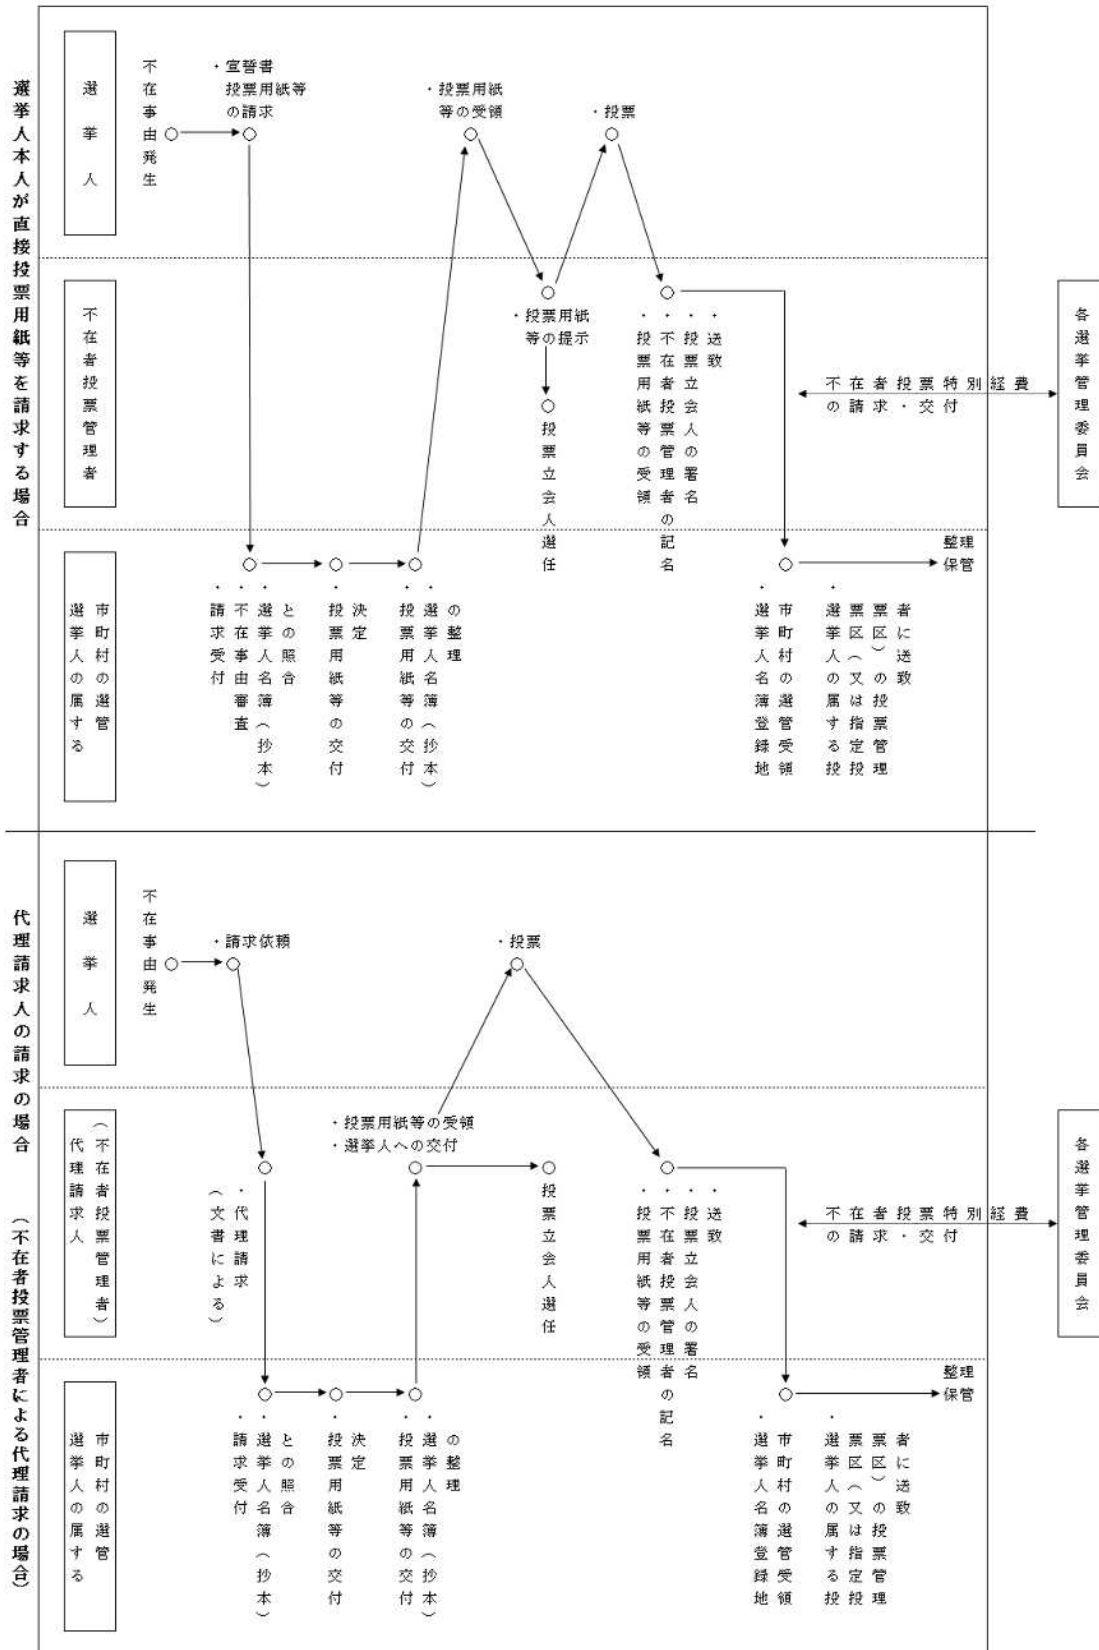 選挙人本人が直接投票用紙等を請求する場合
選挙人
不在事由発生
・宣誓書
投票用紙等
の請求
・投票用紙
等の受領
・投票
不在者投票管理者
・投票用紙
等の提示
投票立会人選任
・送致
・投票立会人の署名
・不在者投票管理者の記名
・投票用紙等の受領
不在者投票特別経費
の請求・交付
各選挙管理委員会
市町村の選管
選挙人の属する
との照合
・選挙人名簿(抄本)
・不在事由審査
・請求受付
決定
・投票用紙等の交付
の整理
・選挙人名簿(抄本)
・投票用紙等の交付
市町村の選管受領
・選挙人名簿登録地
者に送致
票区)の投票管理
票区(又は指定投
・選挙人の属する投
整理
保管
代理請求人の請求の場合 (不在者投票管理者による代理請求の場合)
選挙人
不在事由発生
・請求依頼
・投票
(不在者投票管理者)
代理請求人
・代理請求
(文書による)
・投票用紙等の受領
・選挙人への交付
投票立会人選任
・送致
・投票立会人の署名
・不在者投票管理者の記名
・投票用紙等の受領
不在者投票特別経費
の請求・交付
各選挙管理委員会
市町村の選管
選挙人の属する
との照合
・選挙人名簿(抄本)
・請求受付
決定
・投票用紙等の交付
の整理
・選挙人名簿(抄本)
・投票用紙等の交付
市町村の選管受領
・選挙人名簿登録地
者に送致
票区)の投票管理
票区(又は指定投
・選挙人の属する投
整理
保管